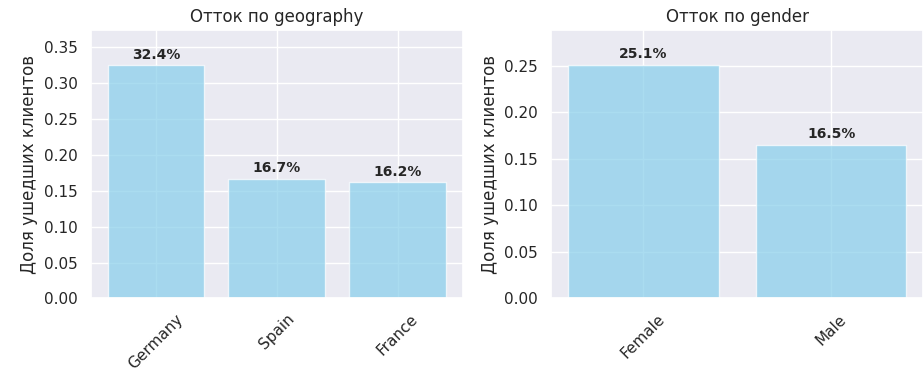 Отток по geography
Доля ушедших клиентов
0.35
0.30
0.25
0.20
0.15
0.10
0.05
0.00
32.4%
16.7%
16.2%
Germany
Spain
France
Отток по gender
Доля ушедших клиентов
0.25
0.20
0.15
0.10
0.05
0.00
25.1%
16.5%
Female
Male